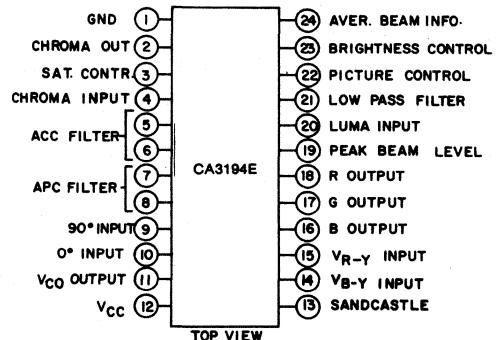 GND 1
CHROMA OUT 2
SAT. CONTR. 3
CHROMA INPUT 4
ACC FILTER 5
6
APC FILTER 7
8
90° INPUT 9
0° INPUT 10
VCO OUTPUT 11
VCC 12
CA3194E
24 AVER. BEAM INFO.
23 BRIGHTNESS CONTROL
22 PICTURE CONTROL
21 LOW PASS FILTER
20 LUMA INPUT
19 PEAK BEAM LEVEL
18 R OUTPUT
17 G OUTPUT
16 B OUTPUT
15 VR-Y INPUT
14 VB-Y INPUT
13 SANDCASTLE
TOP VIEW